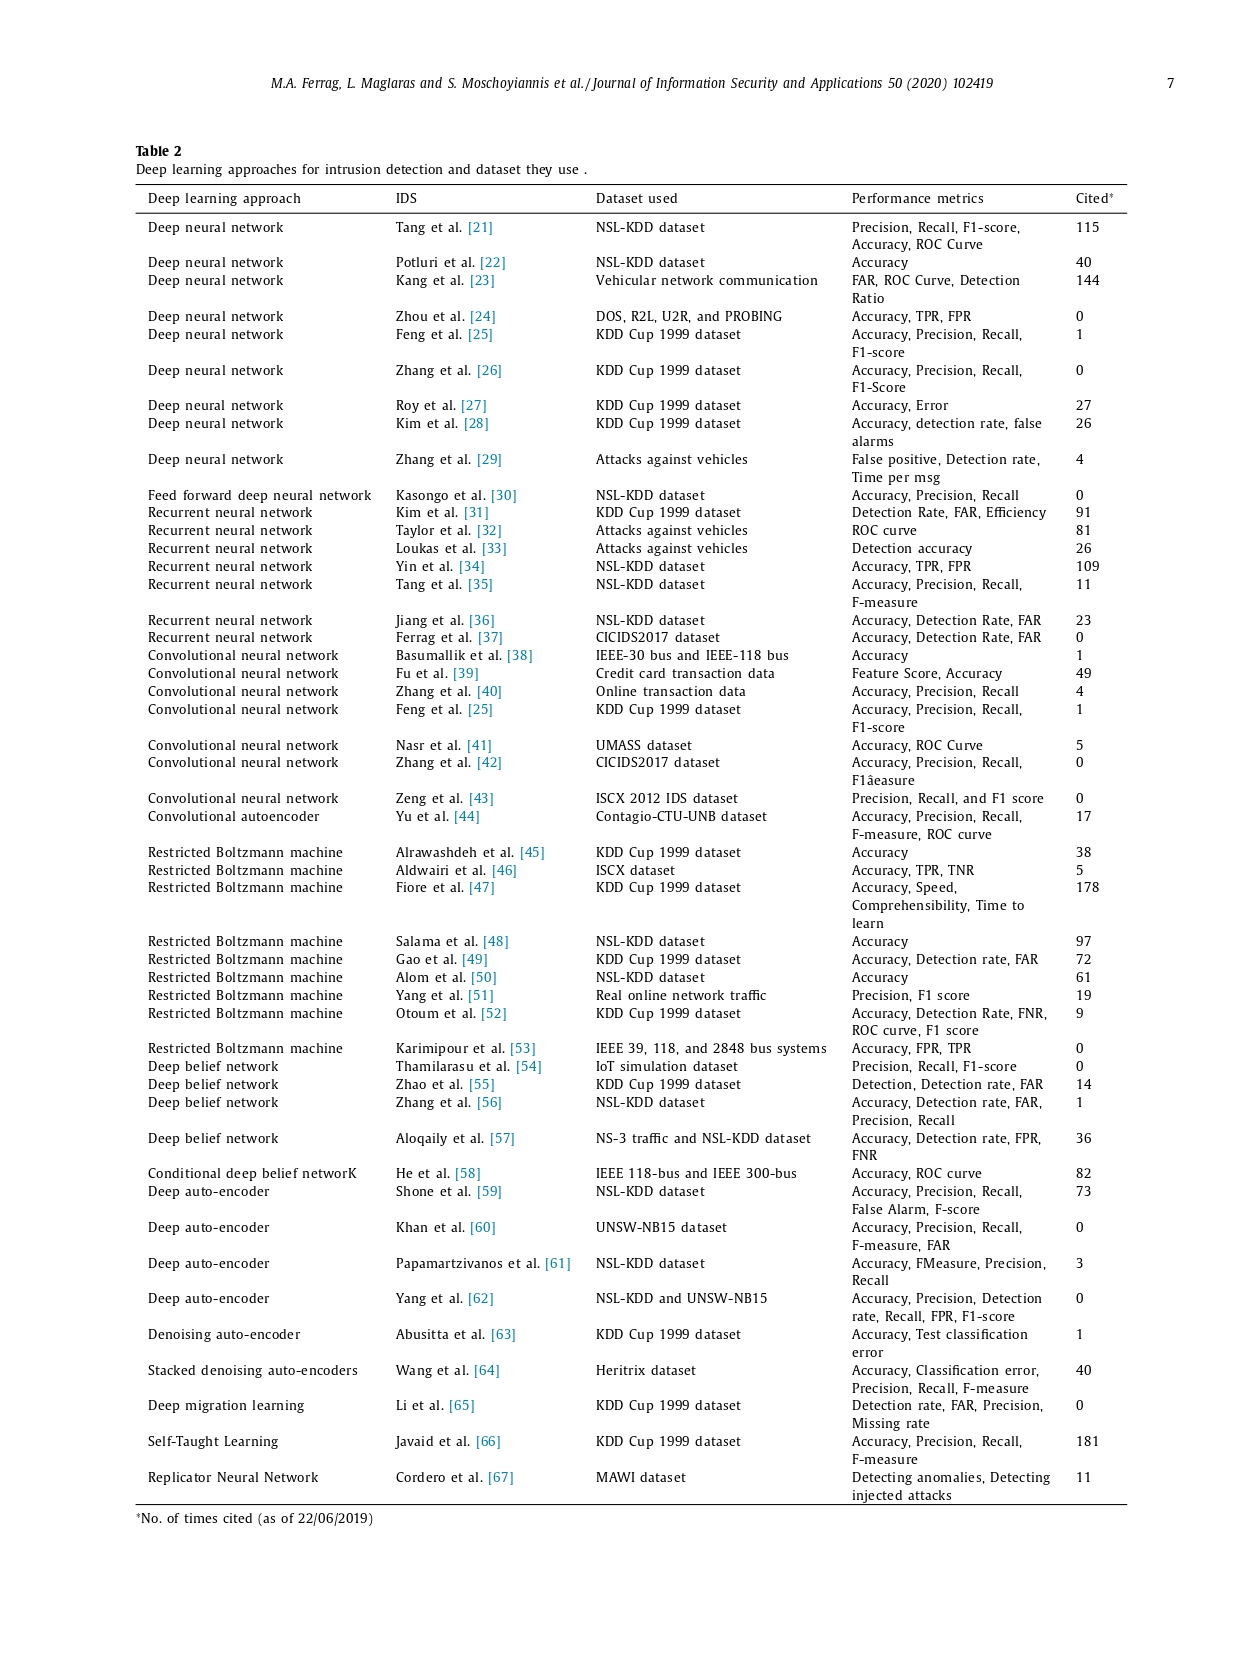 M.A. Ferrag, L. Maglaras and S. Moschoyiannis et al. / Journal of Information Security and Applications 50 (2020) 102419 7
Table 2
Deep learning approaches for intrusion detection and dataset they use .
Deep learning approach IDS Dataset used Performance metrics Cited*
Deep neural network Tang et al. [21] NSL-KDD dataset Precision, Recall, F1-score, 115
Accuracy, ROC Curve
Deep neural network Potluri et al. [22] NSL-KDD dataset Accuracy 40
Deep neural network Kang et al. [23] Vehicular network communication FAR, ROC Curve, Detection 144
Ratio
Deep neural network Zhou et al. [24] DOS, R2L, U2R, and PROBING Accuracy, TPR, FPR 0
Deep neural network Feng et al. [25] KDD Cup 1999 dataset Accuracy, Precision, Recall, 1
F1-score
Deep neural network Zhang et al. [26] KDD Cup 1999 dataset Accuracy, Precision, Recall, 0
F1-Score
Deep neural network Roy et al. [27] KDD Cup 1999 dataset Accuracy, Error 27
Deep neural network Kim et al. [28] KDD Cup 1999 dataset Accuracy, detection rate, false 26
alarms
Deep neural network Zhang et al. [29] Attacks against vehicles False positive, Detection rate, 4
Time per msg
Feed forward deep neural network Kasongo et al. [30] NSL-KDD dataset Accuracy, Precision, Recall 0
Recurrent neural network Kim et al. [31] KDD Cup 1999 dataset Detection Rate, FAR, Efficiency 91
Recurrent neural network Taylor et al. [32] Attacks against vehicles ROC curve 81
Recurrent neural network Loukas et al. [33] Attacks against vehicles Detection accuracy 26
Recurrent neural network Yin et al. [34] NSL-KDD dataset Accuracy, TPR, FPR 109
Recurrent neural network Tang et al. [35] NSL-KDD dataset Accuracy, Precision, Recall, 11
F-measure
Recurrent neural network Jiang et al. [36] NSL-KDD dataset Accuracy, Detection Rate, FAR 23
Recurrent neural network Ferrag et al. [37] CICIDS2017 dataset Accuracy, Detection Rate, FAR 0
Convolutional neural network Basumallik et al. [38] IEEE-30 bus and IEEE-118 bus Accuracy 1
Convolutional neural network Fu et al. [39] Credit card transaction data Feature Score, Accuracy 49
Convolutional neural network Zhang et al. [40] Online transaction data Accuracy, Precision, Recall 4
Convolutional neural network Feng et al. [25] KDD Cup 1999 dataset Accuracy, Precision, Recall, 1
F1-score
Convolutional neural network Nasr et al. [41] UMASS dataset Accuracy, ROC Curve 5
Convolutional neural network Zhang et al. [42] CICIDS2017 dataset Accuracy, Precision, Recall, 0
F1âeasure
Convolutional neural network Zeng et al. [43] ISCX 2012 IDS dataset Precision, Recall, and F1 score 0
Convolutional autoencoder Yu et al. [44] Contagio-CTU-UNB dataset Accuracy, Precision, Recall, 17
F-measure, ROC curve
Restricted Boltzmann machine Alrawashdeh et al. [45] KDD Cup 1999 dataset Accuracy 38
Restricted Boltzmann machine Aldwairi et al. [46] ISCX dataset Accuracy, TPR, TNR 5
Restricted Boltzmann machine Fiore et al. [47] KDD Cup 1999 dataset Accuracy, Speed, 178
Comprehensibility, Time to
learn
Restricted Boltzmann machine Salama et al. [48] NSL-KDD dataset Accuracy 97
Restricted Boltzmann machine Gao et al. [49] KDD Cup 1999 dataset Accuracy, Detection rate, FAR 72
Restricted Boltzmann machine Alom et al. [50] NSL-KDD dataset Accuracy 61
Restricted Boltzmann machine Yang et al. [51] Real online network traffic Precision, F1 score 19
Restricted Boltzmann machine Otoum et al. [52] KDD Cup 1999 dataset Accuracy, Detection Rate, FNR, 9
ROC curve, F1 score
Restricted Boltzmann machine Karimipour et al. [53] IEEE 39, 118, and 2848 bus systems Accuracy, FPR, TPR 0
Deep belief network Thamilarasu et al. [54] IoT simulation dataset Precision, Recall, F1-score 0
Deep belief network Zhao et al. [55] KDD Cup 1999 dataset Detection, Detection rate, FAR 14
Deep belief network Zhang et al. [56] NSL-KDD dataset Accuracy, Detection rate, FAR, 1
Precision, Recall
Deep belief network Aloqaily et al. [57] NS-3 traffic and NSL-KDD dataset Accuracy, Detection rate, FPR, 36
FNR
Conditional deep belief networK He et al. [58] IEEE 118-bus and IEEE 300-bus Accuracy, ROC curve 82
Deep auto-encoder Shone et al. [59] NSL-KDD dataset Accuracy, Precision, Recall, 73
False Alarm, F-score
Deep auto-encoder Khan et al. [60] UNSW-NB15 dataset Accuracy, Precision, Recall, 0
F-measure, FAR
Deep auto-encoder Papamartzivanos et al. [61] NSL-KDD dataset Accuracy, FMeasure, Precision, 3
Recall
Deep auto-encoder Yang et al. [62] NSL-KDD and UNSW-NB15 Accuracy, Precision, Detection 0
rate, Recall, FPR, F1-score
Denoising auto-encoder Abusitta et al. [63] KDD Cup 1999 dataset Accuracy, Test classification 1
error
Stacked denoising auto-encoders Wang et al. [64] Heritrix dataset Accuracy, Classification error, 40
Precision, Recall, F-measure
Deep migration learning Li et al. [65] KDD Cup 1999 dataset Detection rate, FAR, Precision, 0
Missing rate
Self-Taught Learning Javaid et al. [66] KDD Cup 1999 dataset Accuracy, Precision, Recall, 181
F-measure
Replicator Neural Network Cordero et al. [67] MAWI dataset Detecting anomalies, Detecting 11
injected attacks
*No. of times cited (as of 22/06/2019)